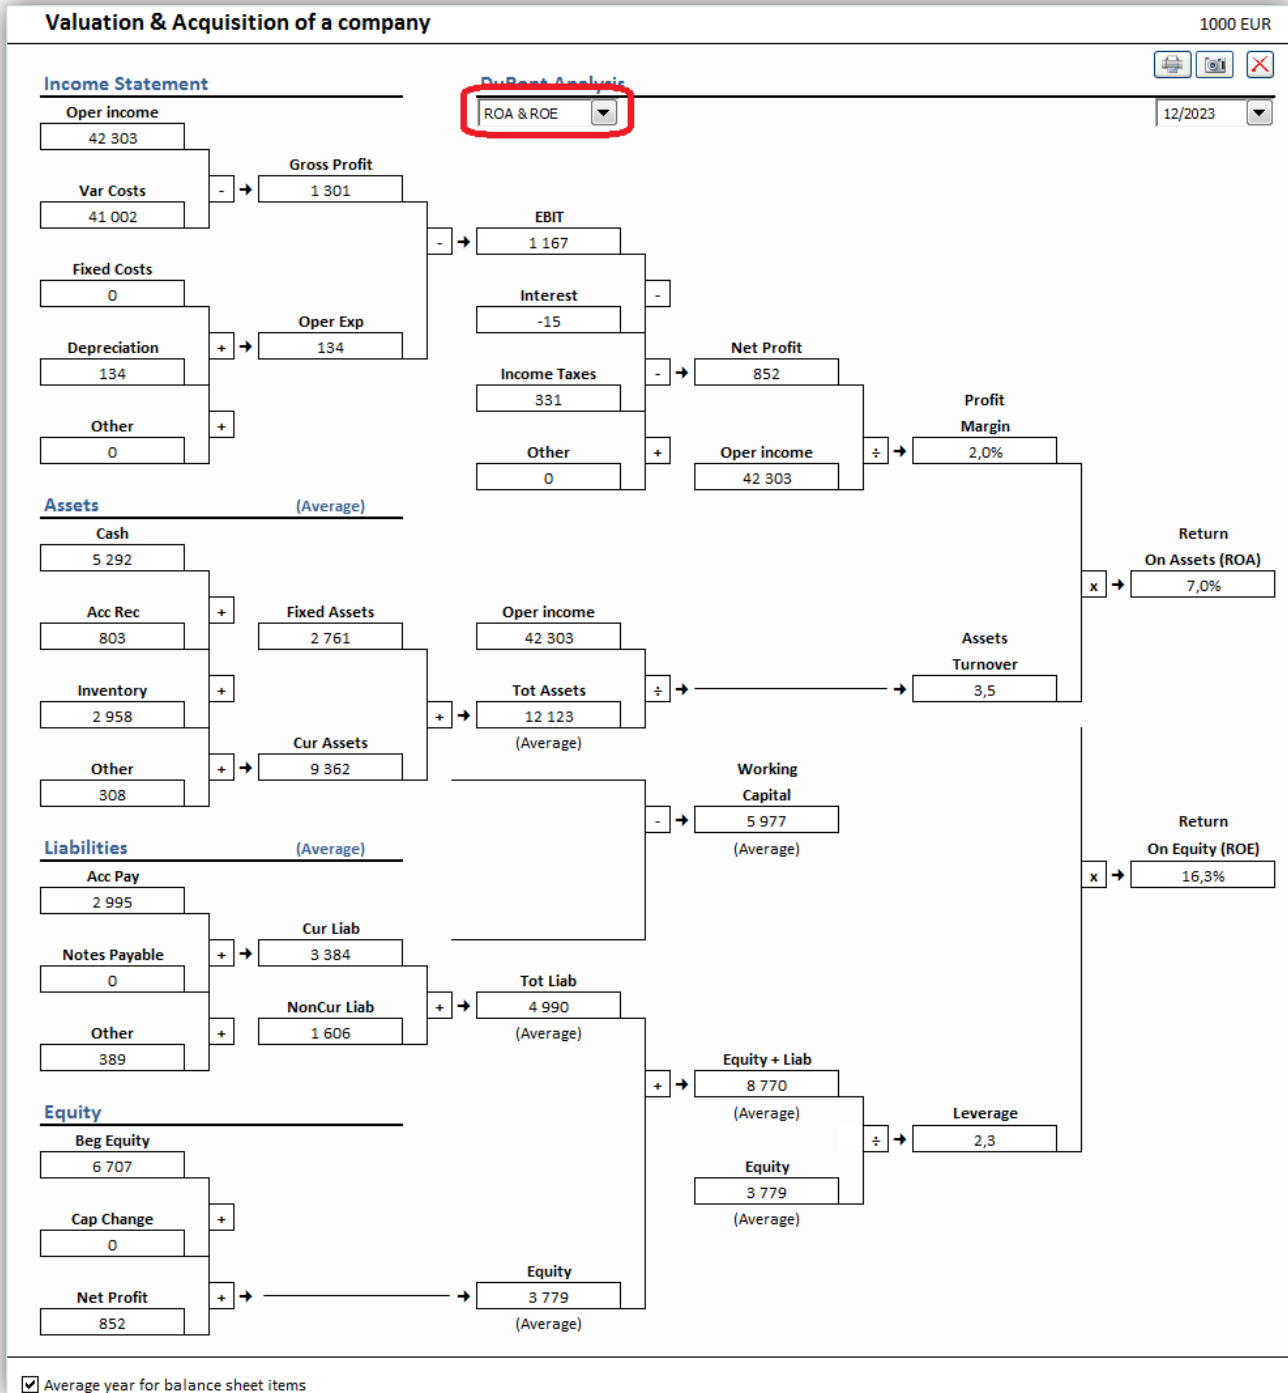 Valuation & Acquisition of a company
1000 EUR
Income Statement
DuPont Analysis
ROA & ROE
12/2023
Oper income
42 303
-
Gross Profit
1 301
Var Costs
41 002
-
EBIT
1 167
Fixed Costs
0
Interest
-15
-
Oper Exp
134
Depreciation
134
+
Net Profit
852
Income Taxes
331
-
Profit
Margin
2,0%
Other
0
+
Other
0
+
Oper income
42 303
÷
Assets
(Average)
Cash
5 292
Return
On Assets (ROA)
7,0%
x
Acc Rec
803
+
Fixed Assets
2 761
Oper income
42 303
Assets
Turnover
3,5
Inventory
2 958
+
Tot Assets
12 123
(Average)
÷
+
Cur Assets
9 362
Other
308
+
Working
Capital
5 977
(Average)
-
Return
On Equity (ROE)
16,3%
x
Liabilities
(Average)
Acc Pay
2 995
Cur Liab
3 384
Notes Payable
0
+
Tot Liab
4 990
(Average)
NonCur Liab
1 606
+
Other
389
+
Equity + Liab
8 770
(Average)
+
Equity
Leverage
2,3
÷
Beg Equity
6 707
Equity
3 779
(Average)
Cap Change
0
+
Equity
3 779
(Average)
Net Profit
852
+
Average year for balance sheet items